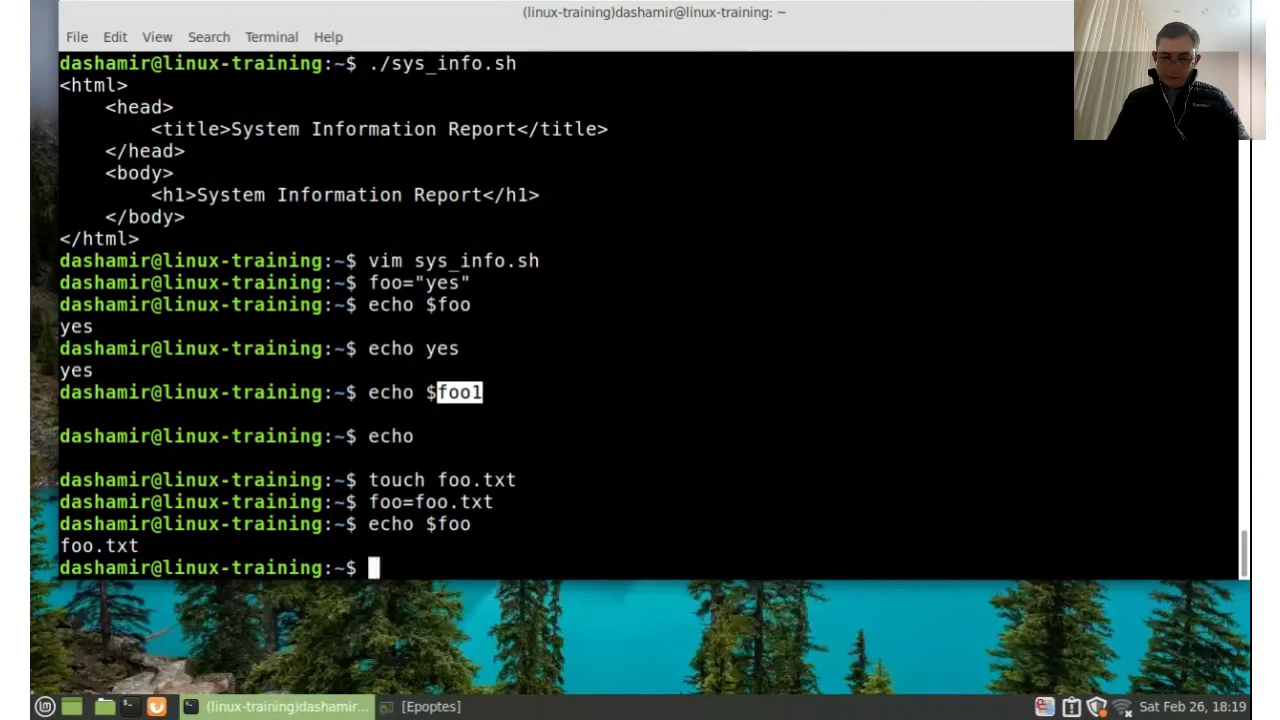 (linux-training)dashamir@linux-training: ~
File Edit View Search Terminal Help
dashamir@linux-training:~$ ./sys_info.sh
<html>
    <head>
        <title>System Information Report</title>
    </head>
    <body>
        <h1>System Information Report</h1>
    </body>
</html>
dashamir@linux-training:~$ vim sys_info.sh
dashamir@linux-training:~$ foo="yes"
dashamir@linux-training:~$ echo $foo
yes
dashamir@linux-training:~$ echo yes
yes
dashamir@linux-training:~$ echo $foo1
dashamir@linux-training:~$ echo
dashamir@linux-training:~$ touch foo.txt
dashamir@linux-training:~$ foo=foo.txt
dashamir@linux-training:~$ echo $foo
foo.txt
dashamir@linux-training:~$
(linux-training)dashamir... [Epoptes] Sat Feb 26, 18:19